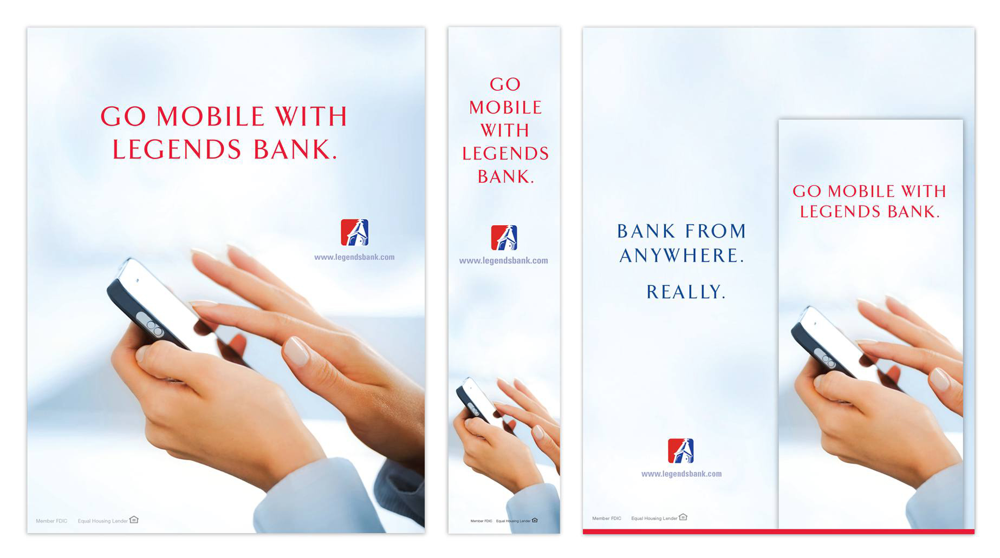 GO MOBILE WITH
LEGENDS BANK.
www.legendsbank.com
Member FDIC Equal Housing Lender
GO
MOBILE
WITH
LEGENDS
BANK.
www.legendsbank.com
Member FDIC Equal Housing Lender
BANK FROM
ANYWHERE.
REALLY.
www.legendsbank.com
Member FDIC Equal Housing Lender
GO MOBILE WITH
LEGENDS BANK.